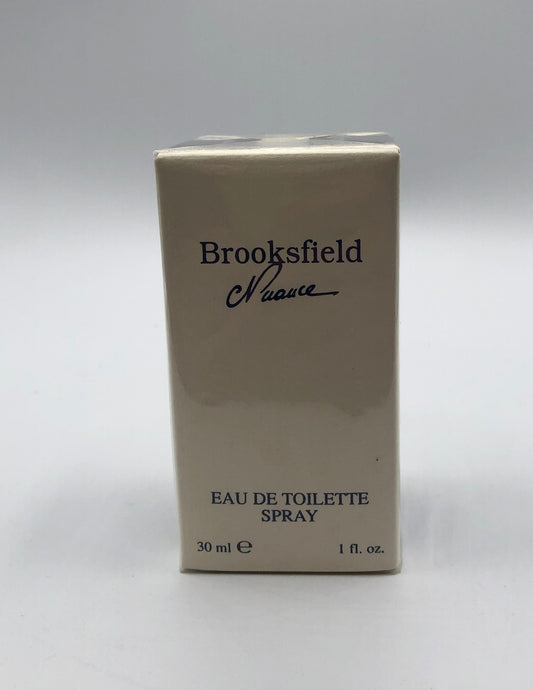 Brooksfield
Nuance
EAU DE TOILETTE
SPRAY
30 ml ℮ 1 fl. oz.